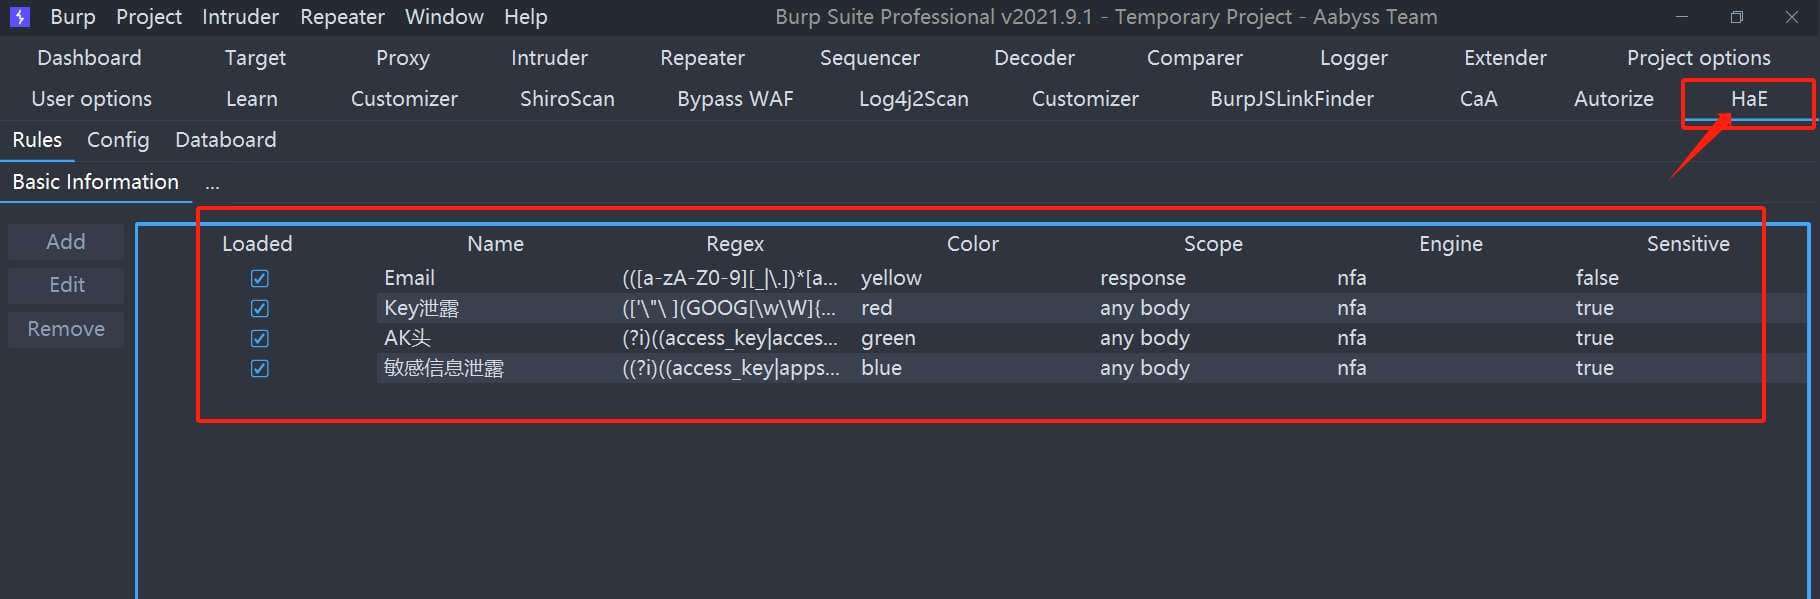 Burp Project Intruder Repeater Window Help Burp Suite Professional v2021.9.1 - Temporary Project - Aabyss Team
Dashboard Target Proxy Intruder Repeater Sequencer Decoder Comparer Logger Extender Project options
User options Learn Customizer ShiroScan Bypass WAF Log4j2Scan Customizer BurpJSLinkFinder CaA Autorize HaE
Rules Config Databoard
Basic Information ...
Add
Edit
Remove
Loaded Name Regex Color Scope Engine Sensitive
Email (([a-zA-Z0-9][_|\.])*[a... yellow response nfa false
Key泄露 (['\"\ ](GOOG[\w\W]{... red any body nfa true
AK头 (?i)((access_key|acces... green any body nfa true
敏感信息泄露 ((?i)((access_key|apps... blue any body nfa true